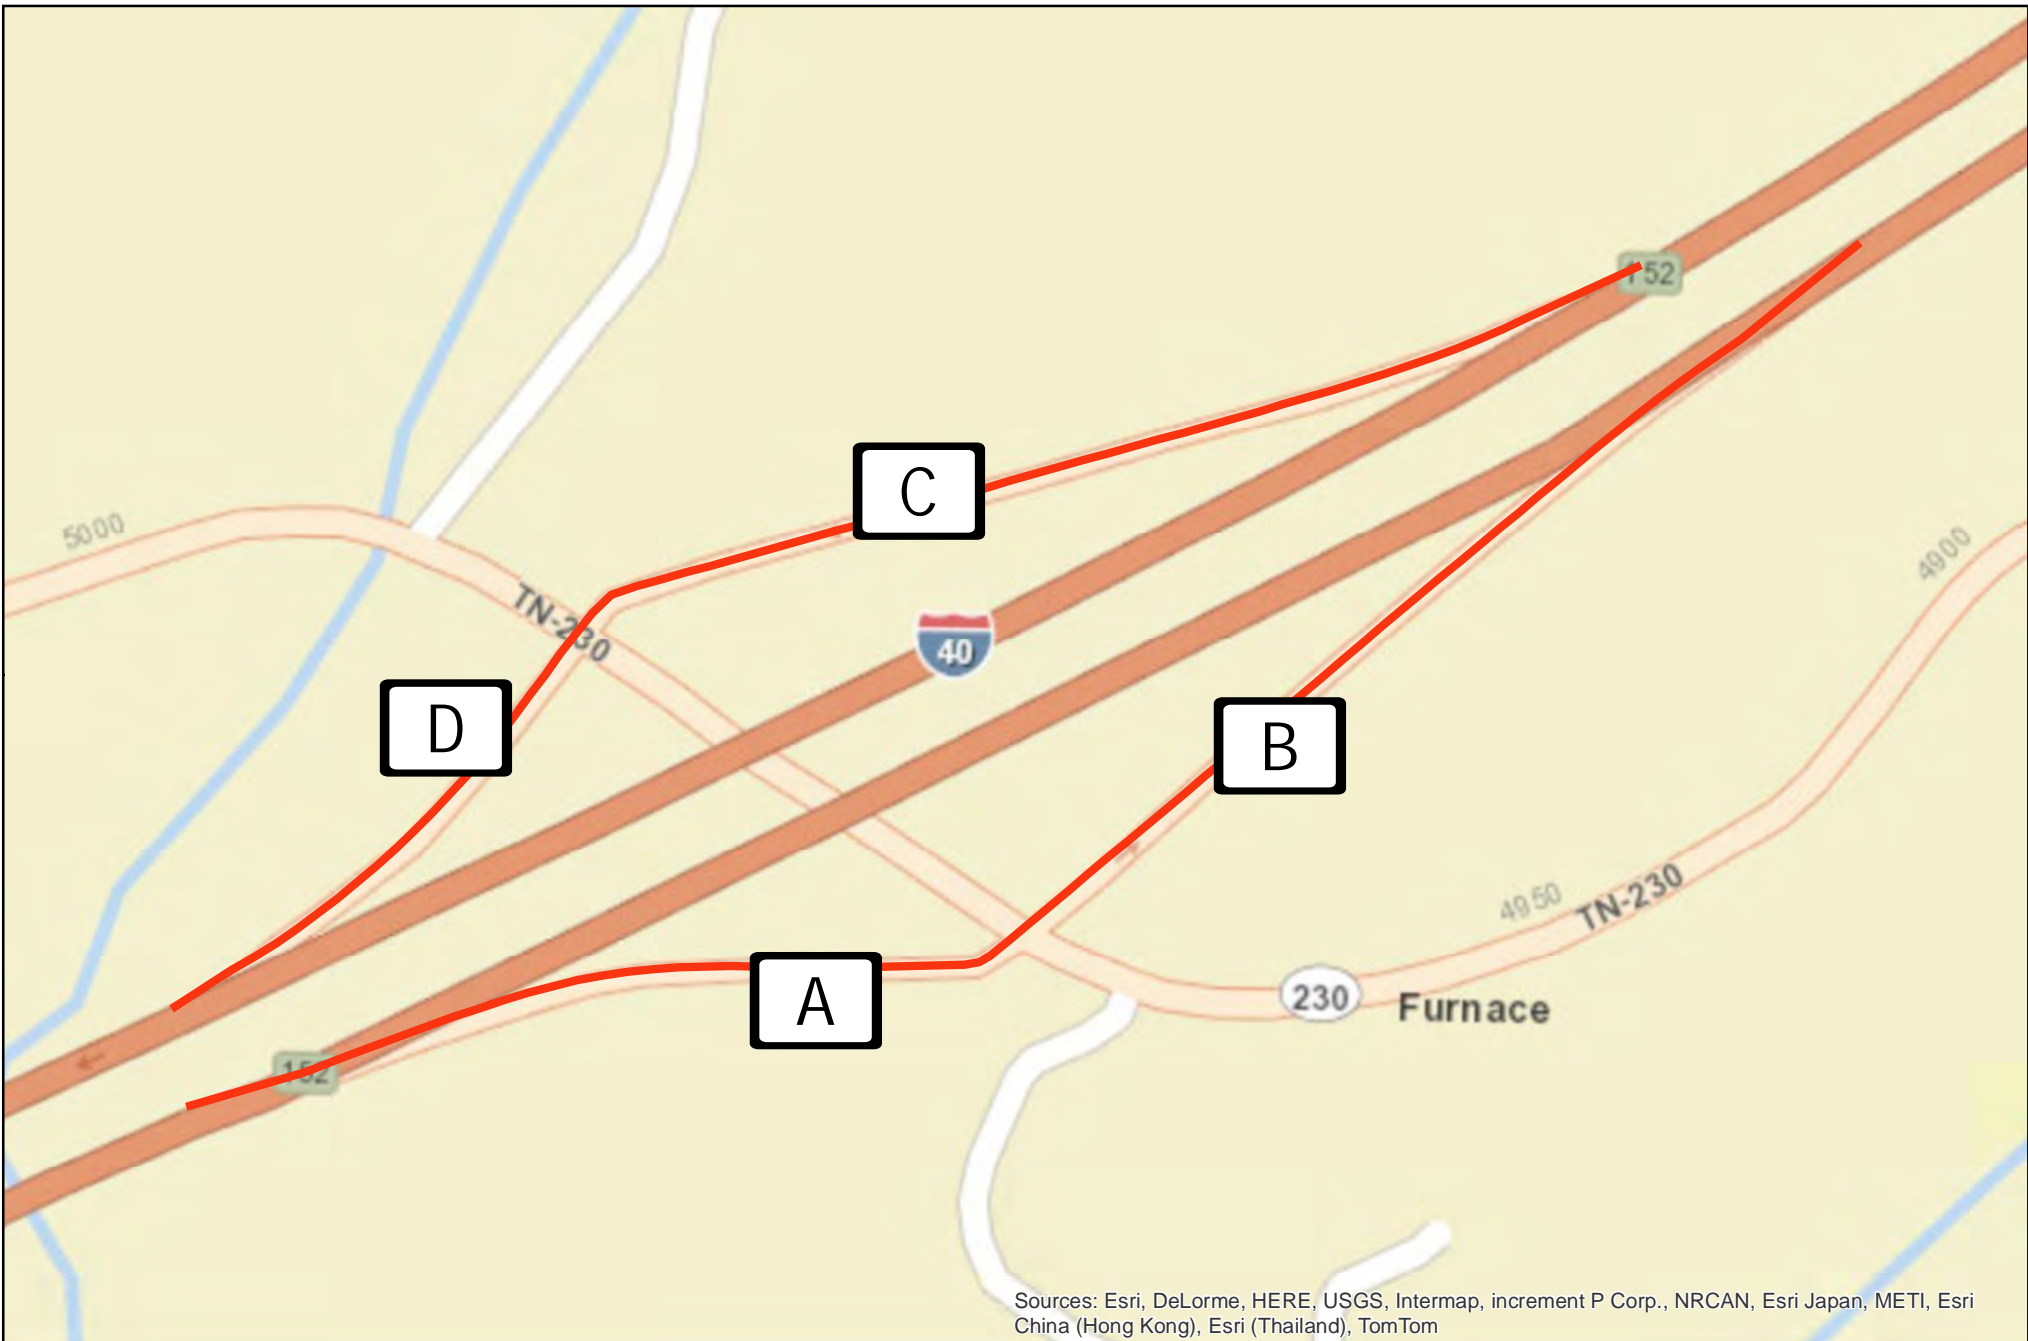 152
C
5000
TN-230
4900
40
D
B
4950
TN-230
A
230
Furnace
152
Sources: Esri, DeLorme, HERE, USGS, Intermap, increment P Corp., NRCAN, Esri Japan, METI, Esri
China (Hong Kong), Esri (Thailand), TomTom